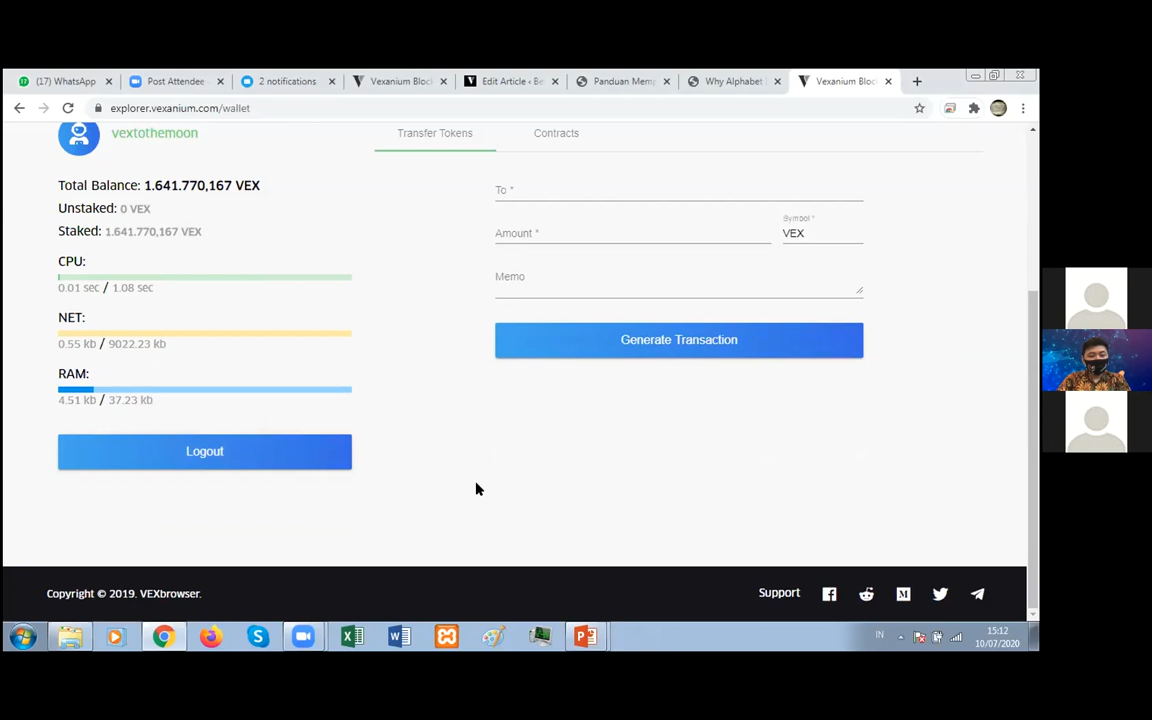 (17) WhatsApp
Post Attendee
2 notifications
Vexanium Bloc
Edit Article ‹ Be
Panduan Memp
Why Alphabet
Vexanium Bloc
explorer.vexanium.com/wallet
vextothemoon
Transfer Tokens
Contracts
Total Balance: 1.641.770,167 VEX
Unstaked: 0 VEX
Staked: 1.641.770,167 VEX
CPU:
0.01 sec / 1.08 sec
NET:
0.55 kb / 9022.23 kb
RAM:
4.51 kb / 37.23 kb
Logout
To *
Amount *
Symbol *
VEX
Memo
Generate Transaction
Copyright © 2019. VEXbrowser.
Support
IN
15:12
10/07/2020